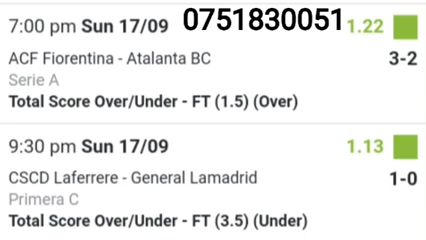 7:00 pm Sun 17/09 0751830051 1.22
ACF Fiorentina - Atalanta BC 3-2
Serie A
Total Score Over/Under - FT (1.5) (Over)
9:30 pm Sun 17/09 1.13
CSCD Laferrere - General Lamadrid 1-0
Primera C
Total Score Over/Under - FT (3.5) (Under)